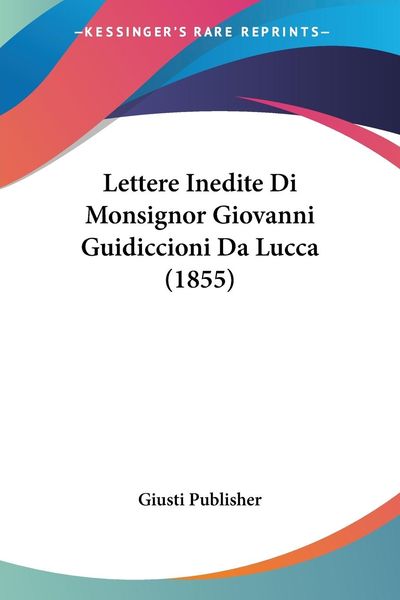 ~KESSINGER'S RARE REPRINTS~
Lettere Inedite Di
Monsignor Giovanni
Guidiccioni Da Lucca
(1855)
Giusti Publisher